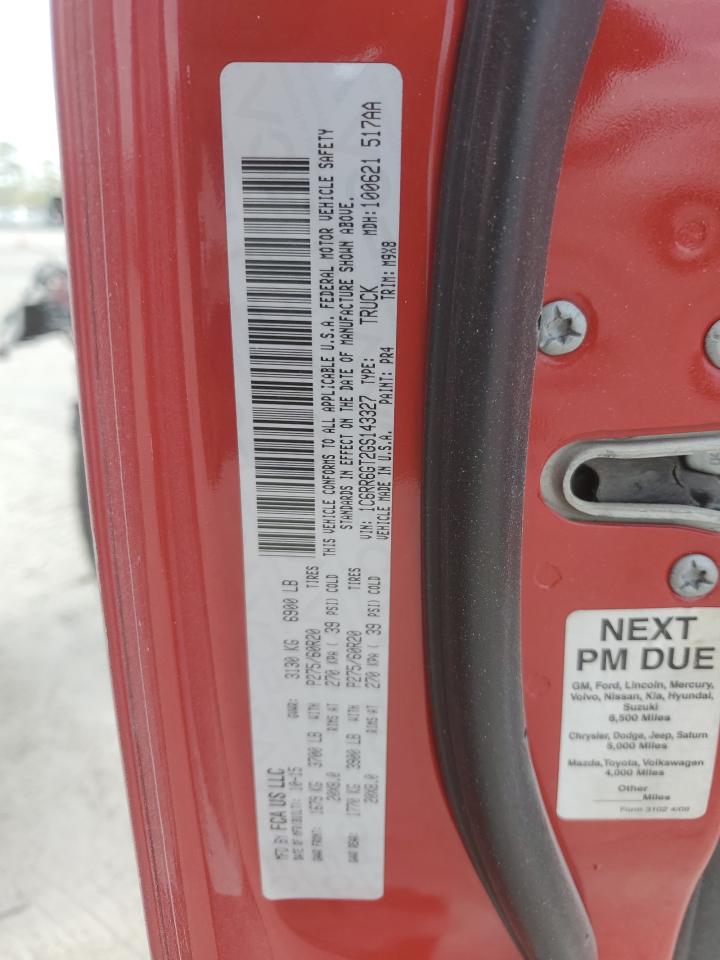 MFD BY FCA US LLC
DATE OF MFR(BUILT): 10-15 GVWR: 3130 KG 6900 LB
GAWR FRONT: 1679 KG 3700 LB WITH P275/60R20 TIRES
20X8.0 RIMS AT 270 KPA ( 39 PSI) COLD
GAWR REAR: 1770 KG 3900 LB WITH P275/60R20 TIRES
20X8.0 RIMS AT 270 KPA ( 39 PSI) COLD
THIS VEHICLE CONFORMS TO ALL APPLICABLE U.S.A. FEDERAL MOTOR VEHICLE SAFETY
STANDARDS IN EFFECT ON THE DATE OF MANUFACTURE SHOWN ABOVE.
VIN: 1C6RR6GT2GS143327 TYPE: TRUCK MDH: 100621 517AA
VEHICLE MADE IN U.S.A. PAINT: PR4 TRIM: M9X8
NEXT
PM DUE
GM, Ford, Lincoln, Mercury,
Volvo, Nissan, Kia, Hyundai,
Suzuki
6,500 Miles
Chrysler, Dodge, Jeep, Saturn
5,000 Miles
Mazda, Toyota, Volkswagen
4,000 Miles
Other
______Miles
Form 3102 4/08